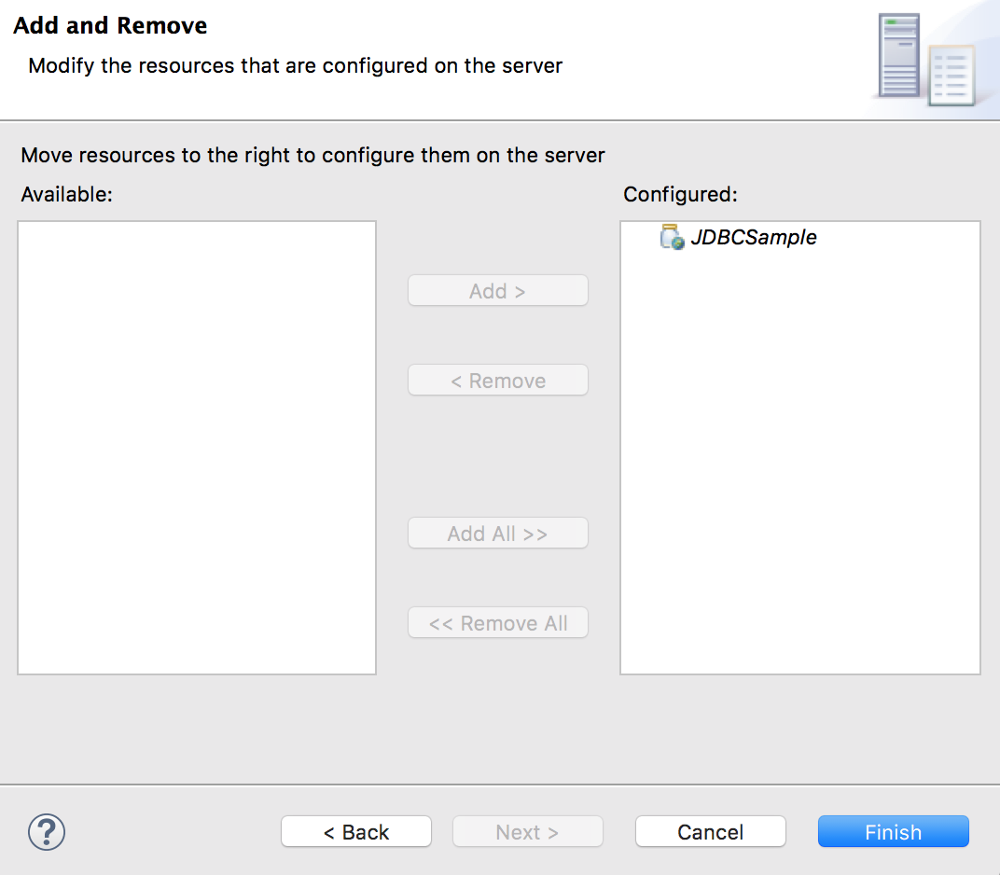 Add and Remove
Modify the resources that are configured on the server
Move resources to the right to configure them on the server
Available:
Configured:
JDBCSample
Add >
< Remove
Add All >>
<< Remove All
?
< Back
Next >
Cancel
Finish